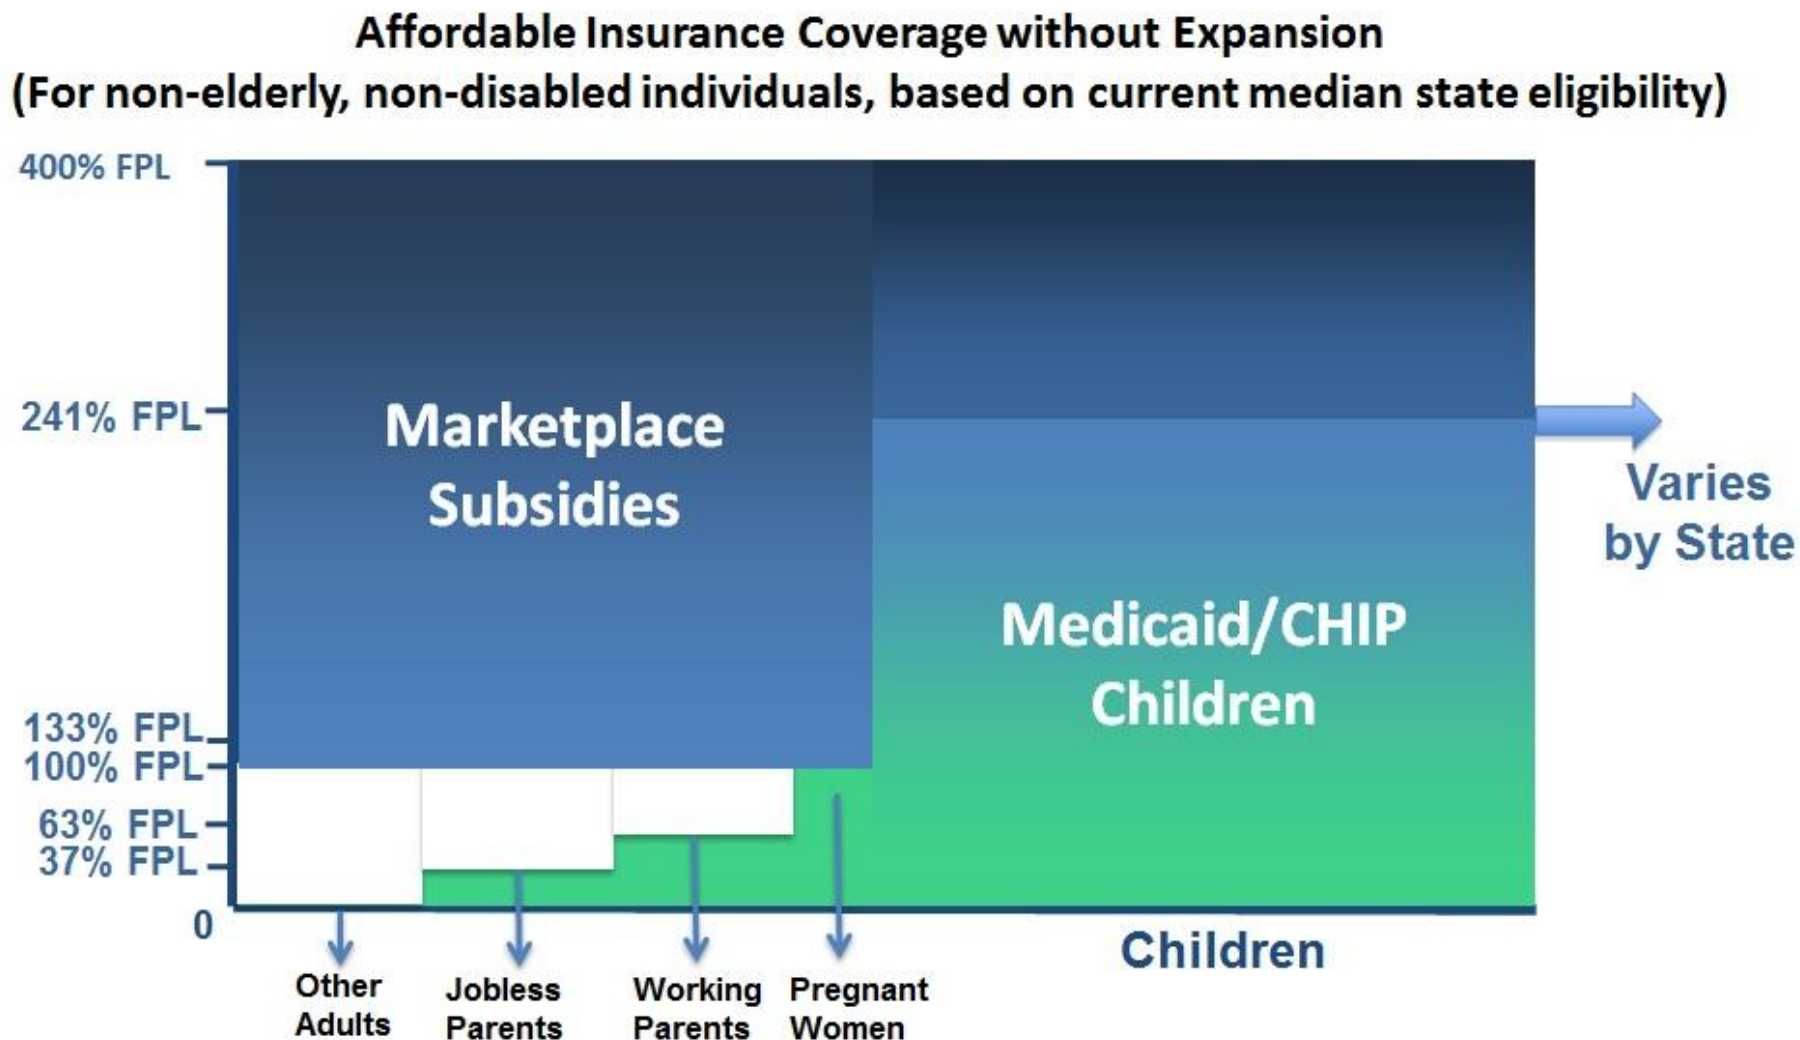 Affordable Insurance Coverage without Expansion
(For non-elderly, non-disabled individuals, based on current median state eligibility)
400% FPL
241% FPL
133% FPL
100% FPL
63% FPL
37% FPL
0
Marketplace
Subsidies
Medicaid/CHIP
Children
Varies
by State
Other
Adults
Jobless
Parents
Working
Parents
Pregnant
Women
Children